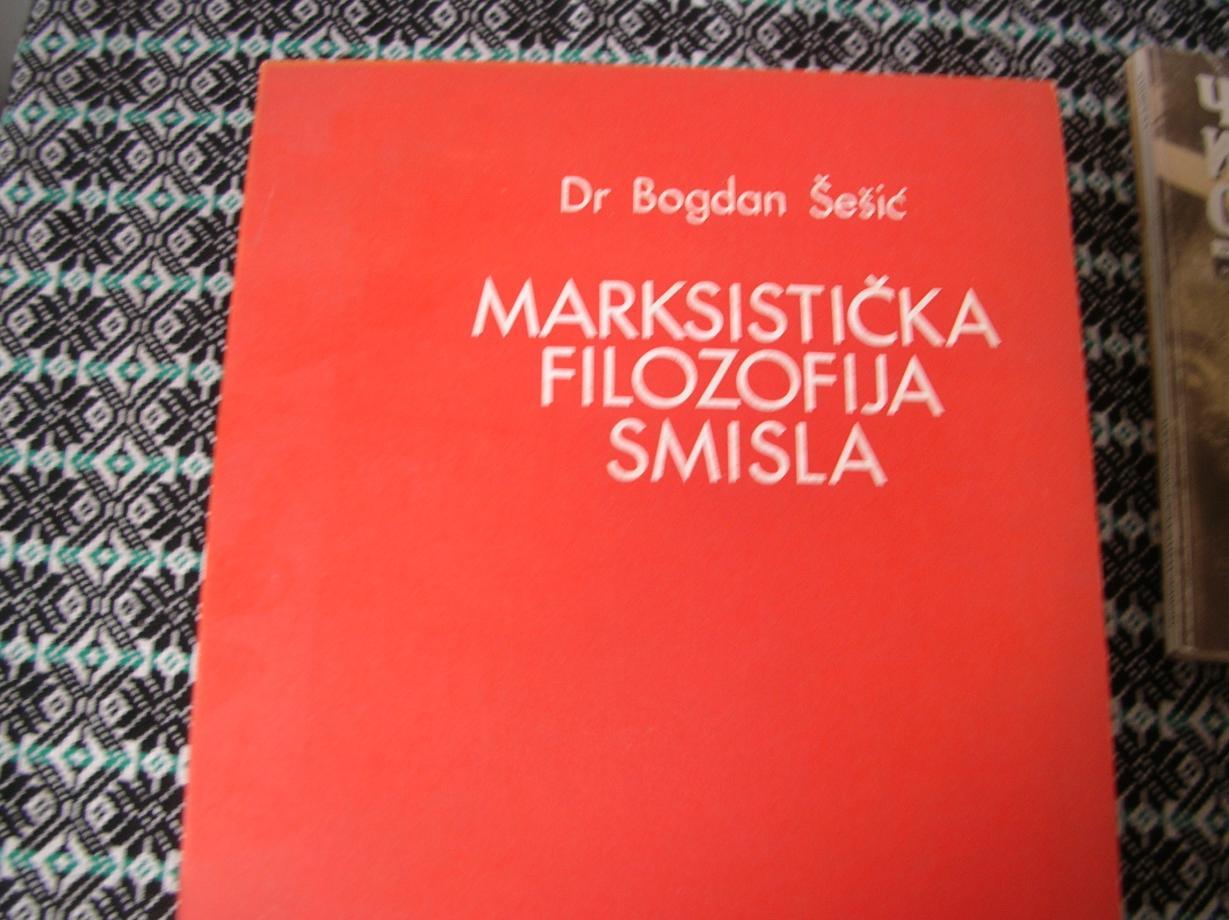 Dr Bogdan Šešić
MARKSISTIČKA
FILOZOFIJA
SMISLA